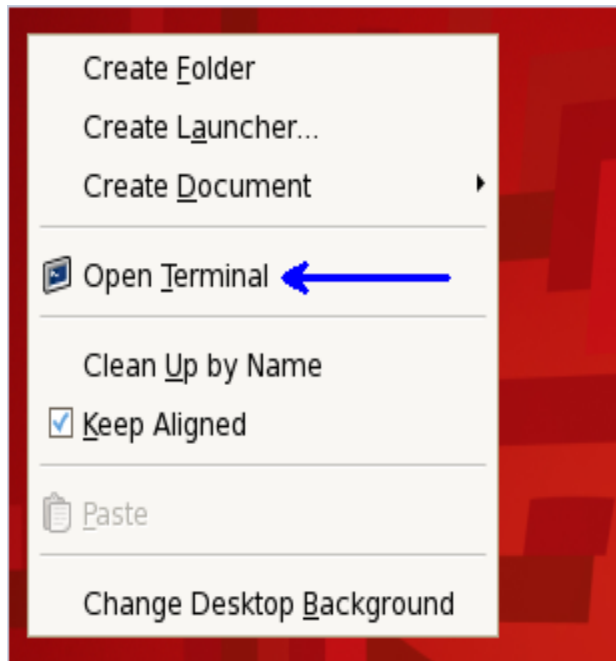 Create Folder
Create Launcher...
Create Document
Open Terminal
Clean Up by Name
Keep Aligned
Paste
Change Desktop Background